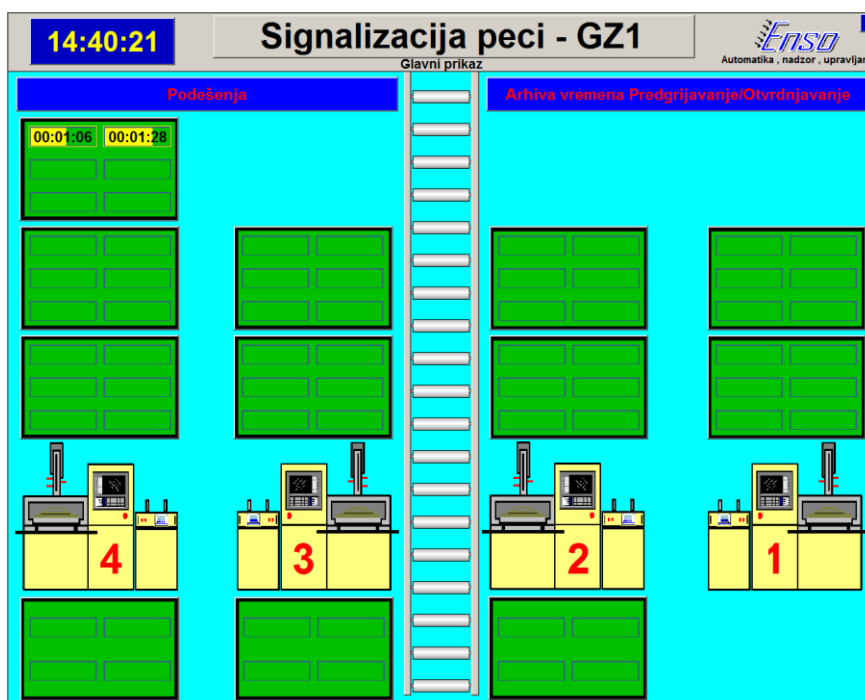 14:40:21
Signalizacija peci - GZ1
Enso
Automatika , nadzor , upravljan
Glavni prikaz
Podešenja
Arhiva vremena Predgrijavanje/Otvrdnjavanje
00:01:06 00:01:28
4
3
2
1